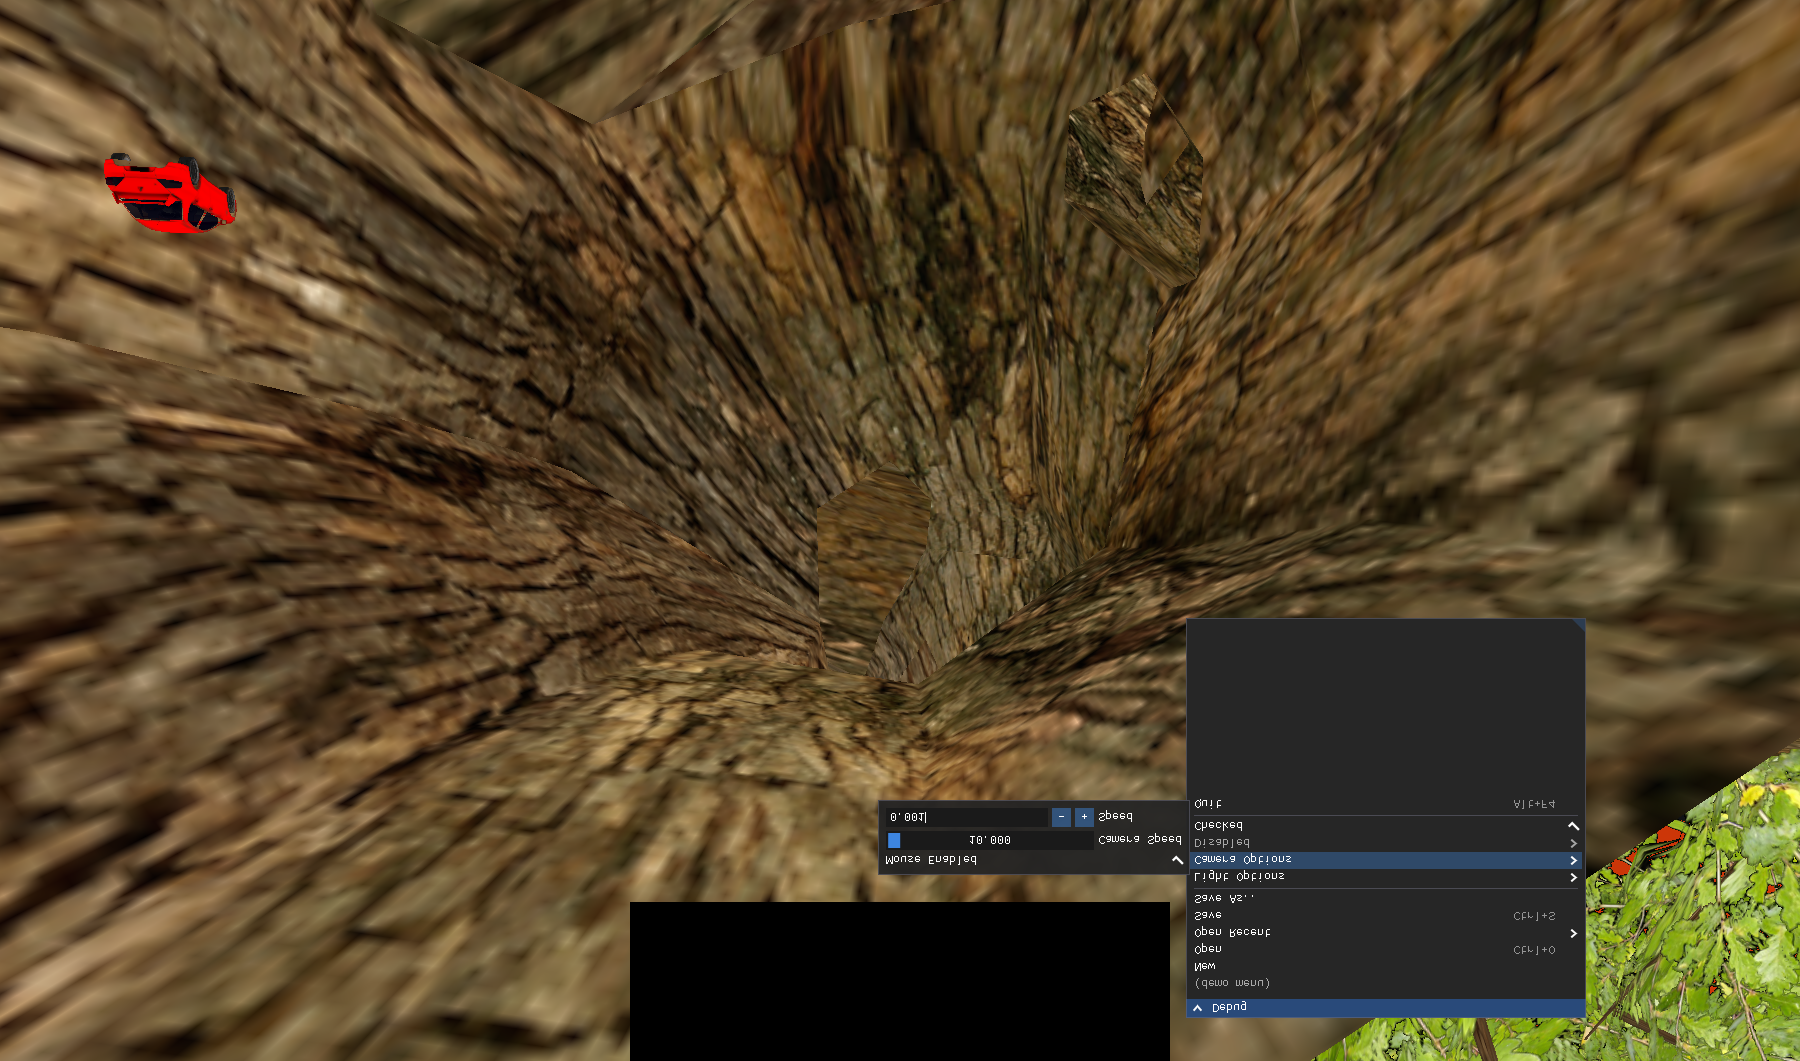 Debug
(demo menu)
New
Open Ctrl+O
Open Recent
Save Ctrl+S
Save As..
Light Options
Camera Options
Disabled
Checked
Quit Alt+F4
Mouse Enabled
10.000 Camera Speed
0.001 - + Speed